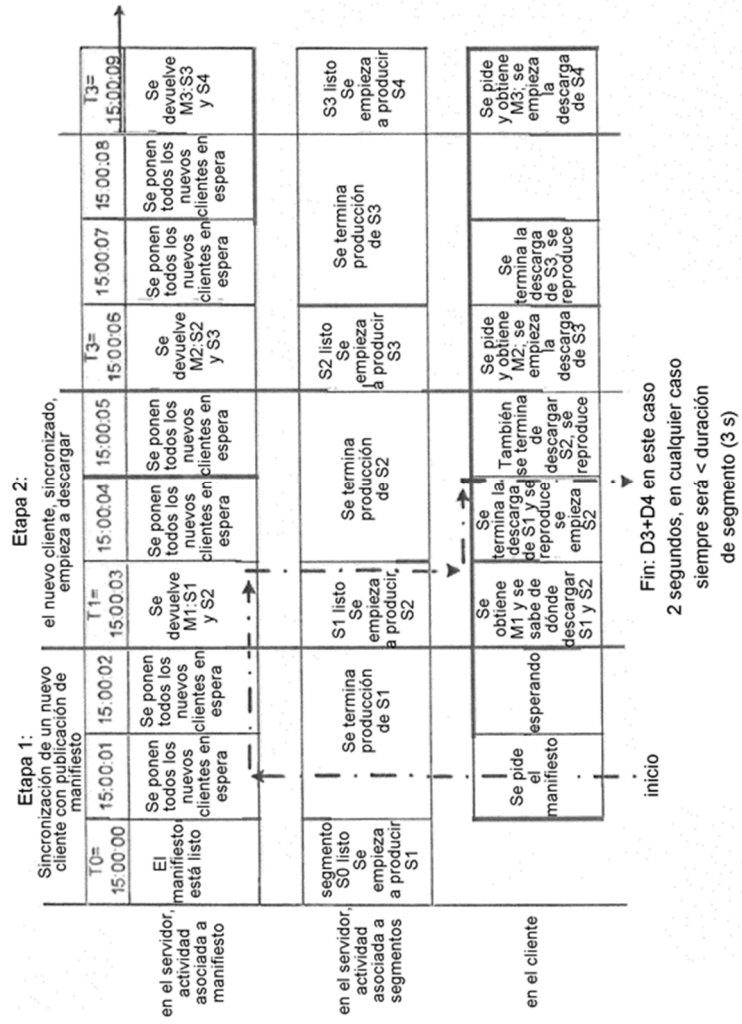 Etapa 1:
Sincronización de un nuevo
cliente con publicación de
manifiesto
Etapa 2:
el nuevo cliente, sincronizado,
empieza a descargar
T0=
15:00:00
15:00:01
15:00:02
T1=
15:00:03
15:00:04
15:00:05
T3=
15:00:06
15:00:07
15:00:08
T3=
15:00:09
en el servidor,
actividad
asociada a
manifiesto
El
manifiesto
está listo
Se ponen
todos los
nuevos
clientes en
espera
Se ponen
todos los
nuevos
clientes en
espera
Se
devuelve
M1:S1
y S2
Se ponen
todos los
nuevos
clientes en
espera
Se ponen
todos los
nuevos
clientes en
espera
Se
devuelve
M2:S2
y S3
Se ponen
todos los
nuevos
clientes en
espera
Se ponen
todos los
nuevos
clientes en
espera
Se
devuelve
M3:S3
y S4
en el servidor,
actividad
asociada a
segmentos
segmento
S0 listo
Se
empieza
a producir
S1
Se termina
producción
de S1
S1 listo
Se
empieza
a producir
S2
Se termina
producción
de S2
S2 listo
Se
empieza
a producir
S3
Se termina
producción
de S3
S3 listo
Se
empieza
a producir
S4
en el cliente
Se pide
el
manifiesto
esperando
Se
obtiene
M1 y se
sabe de
dónde
descargar
S1 y S2
Se
termina la
descarga
de S1 y se
reproduce
se
empieza
S2
También
se termina
de
descargar
S2, se
reproduce
Se pide
y obtiene
M2; se
empieza
la
descarga
de S3
Se
termina la
descarga
de S3, se
reproduce
Se pide
y obtiene
M3; se
empieza
la
descarga
de S4
inicio
Fin: D3+D4 en este caso
2 segundos, en cualquier caso
siempre será < duración
de segmento (3 s)